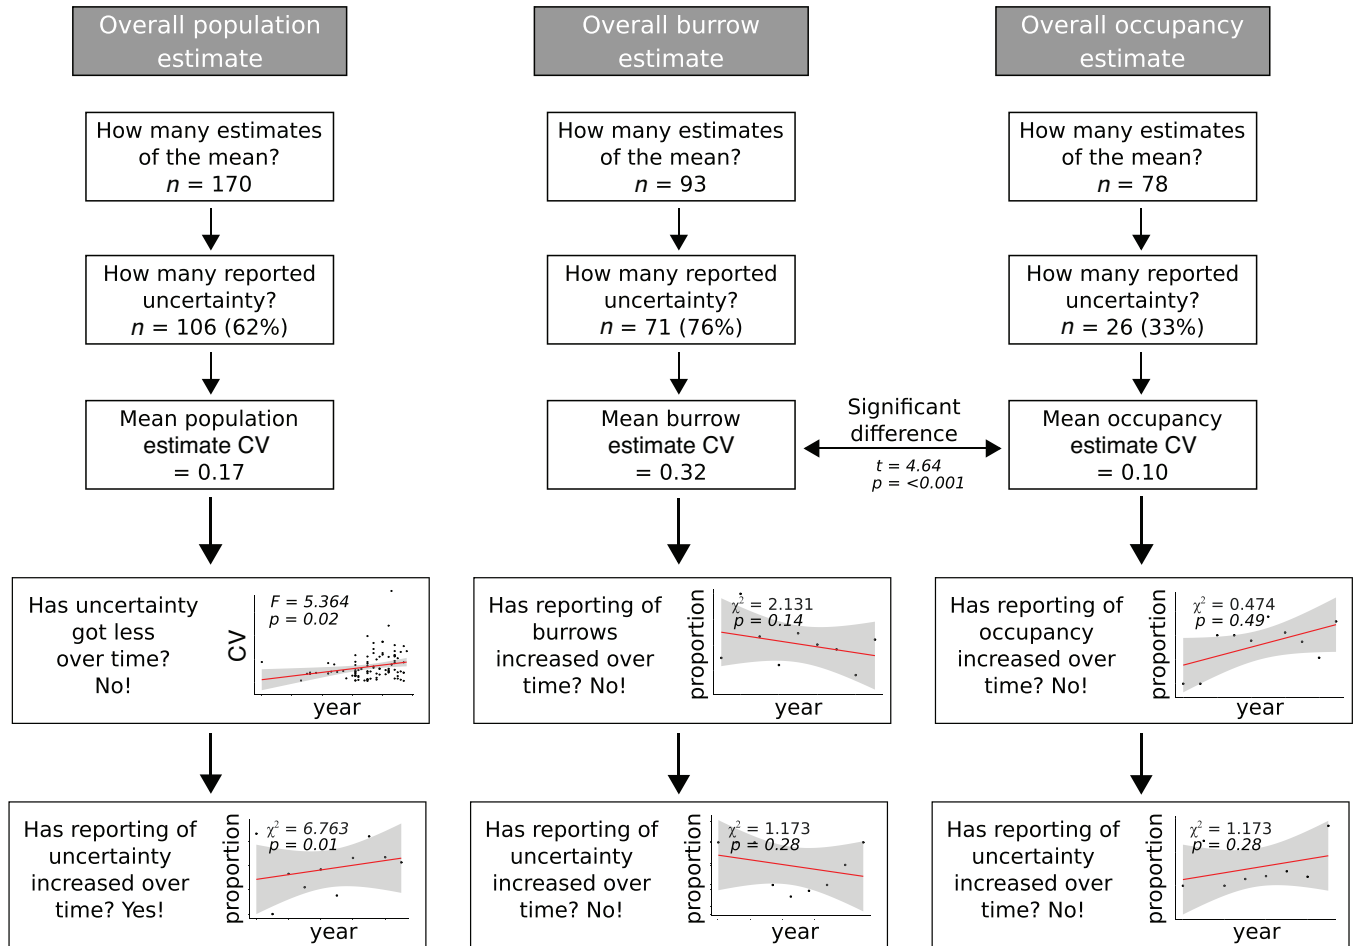 Overall population
estimate
How many estimates
of the mean?
n = 170
How many reported
uncertainty?
n = 106 (62%)
Mean population
estimate CV
= 0.17
Has uncertainty
got less
over time?
No!
CV
F = 5.364
p = 0.02
year
Has reporting of
uncertainty
increased over
time? Yes!
proportion
χ² = 6.763
p = 0.01
year
Overall burrow
estimate
How many estimates
of the mean?
n = 93
How many reported
uncertainty?
n = 71 (76%)
Mean burrow
estimate CV
= 0.32
Significant
difference
t = 4.64
p = <0.001
Has reporting of
burrows
increased over
time? No!
proportion
χ² = 2.131
p = 0.14
year
Has reporting of
uncertainty
increased over
time? No!
proportion
χ² = 1.173
p = 0.28
year
Overall occupancy
estimate
How many estimates
of the mean?
n = 78
How many reported
uncertainty?
n = 26 (33%)
Mean occupancy
estimate CV
= 0.10
Has reporting of
occupancy
increased over
time? No!
proportion
χ² = 0.474
p = 0.49
year
Has reporting of
uncertainty
increased over
time? No!
proportion
χ² = 1.173
p = 0.28
year